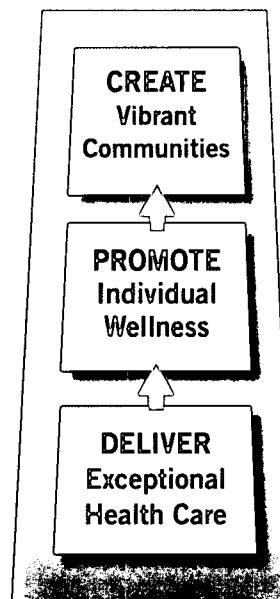 CREATE
Vibrant
Communities
PROMOTE
Individual
Wellness
DELIVER
Exceptional
Health Care